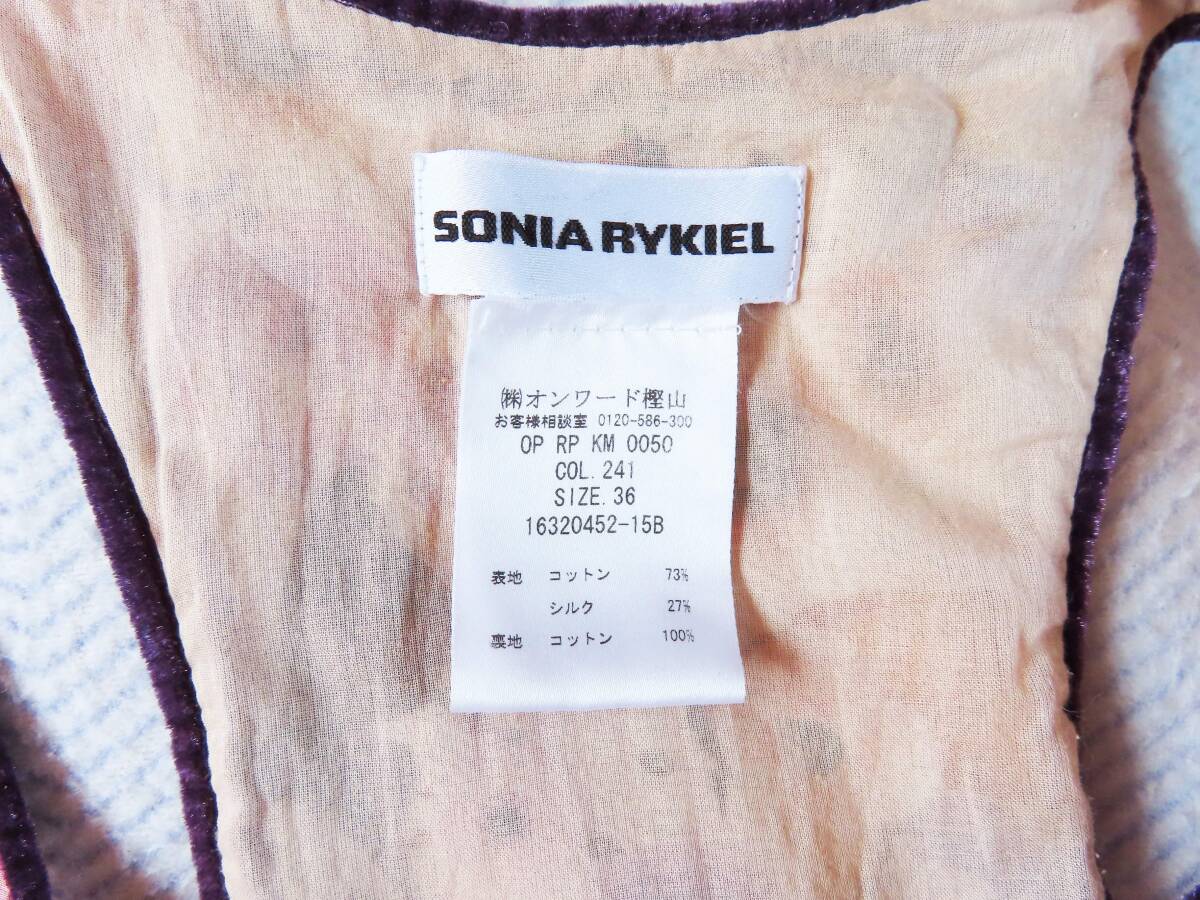 SONIA RYKIEL
㈱オンワード樫山
お客様相談室 0120-586-300
OP RP KM 0050
COL. 241
SIZE. 36
16320452-15B
表地 コットン 73%
シルク 27%
裏地 コットン 100%